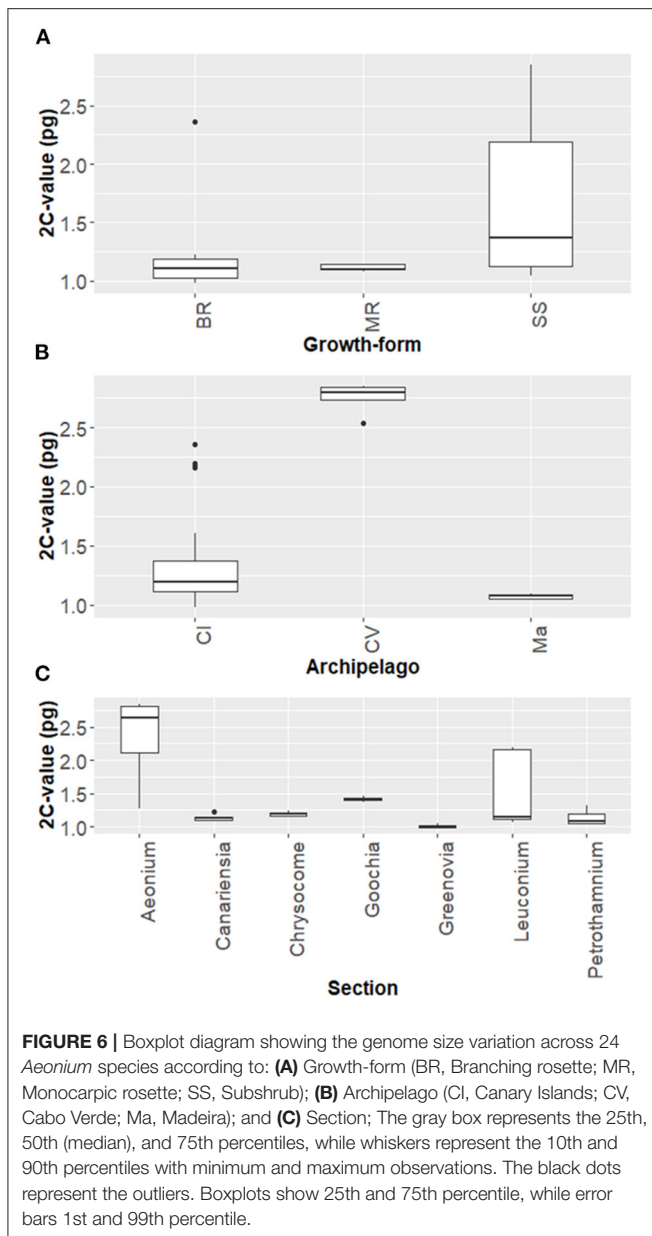 A
2C-value (pg)
2.5
2.0
1.5
1.0
BR
MR
SS
Growth-form
B
2C-value (pg)
2.5
2.0
1.5
1.0
CI
CV
Ma
Archipelago
C
2C-value (pg)
2.5
2.0
1.5
1.0
Aeonium
Canariensia
Chrysocome
Goochia
Greenovia
Leuconium
Petrothamnium
Section
FIGURE 6 | Boxplot diagram showing the genome size variation across 24
Aeonium species according to: (A) Growth-form (BR, Branching rosette; MR,
Monocarpic rosette; SS, Subshrub); (B) Archipelago (CI, Canary Islands; CV,
Cabo Verde; Ma, Madeira); and (C) Section; The gray box represents the 25th,
50th (median), and 75th percentiles, while whiskers represent the 10th and
90th percentiles with minimum and maximum observations. The black dots
represent the outliers. Boxplots show 25th and 75th percentile, while error
bars 1st and 99th percentile.